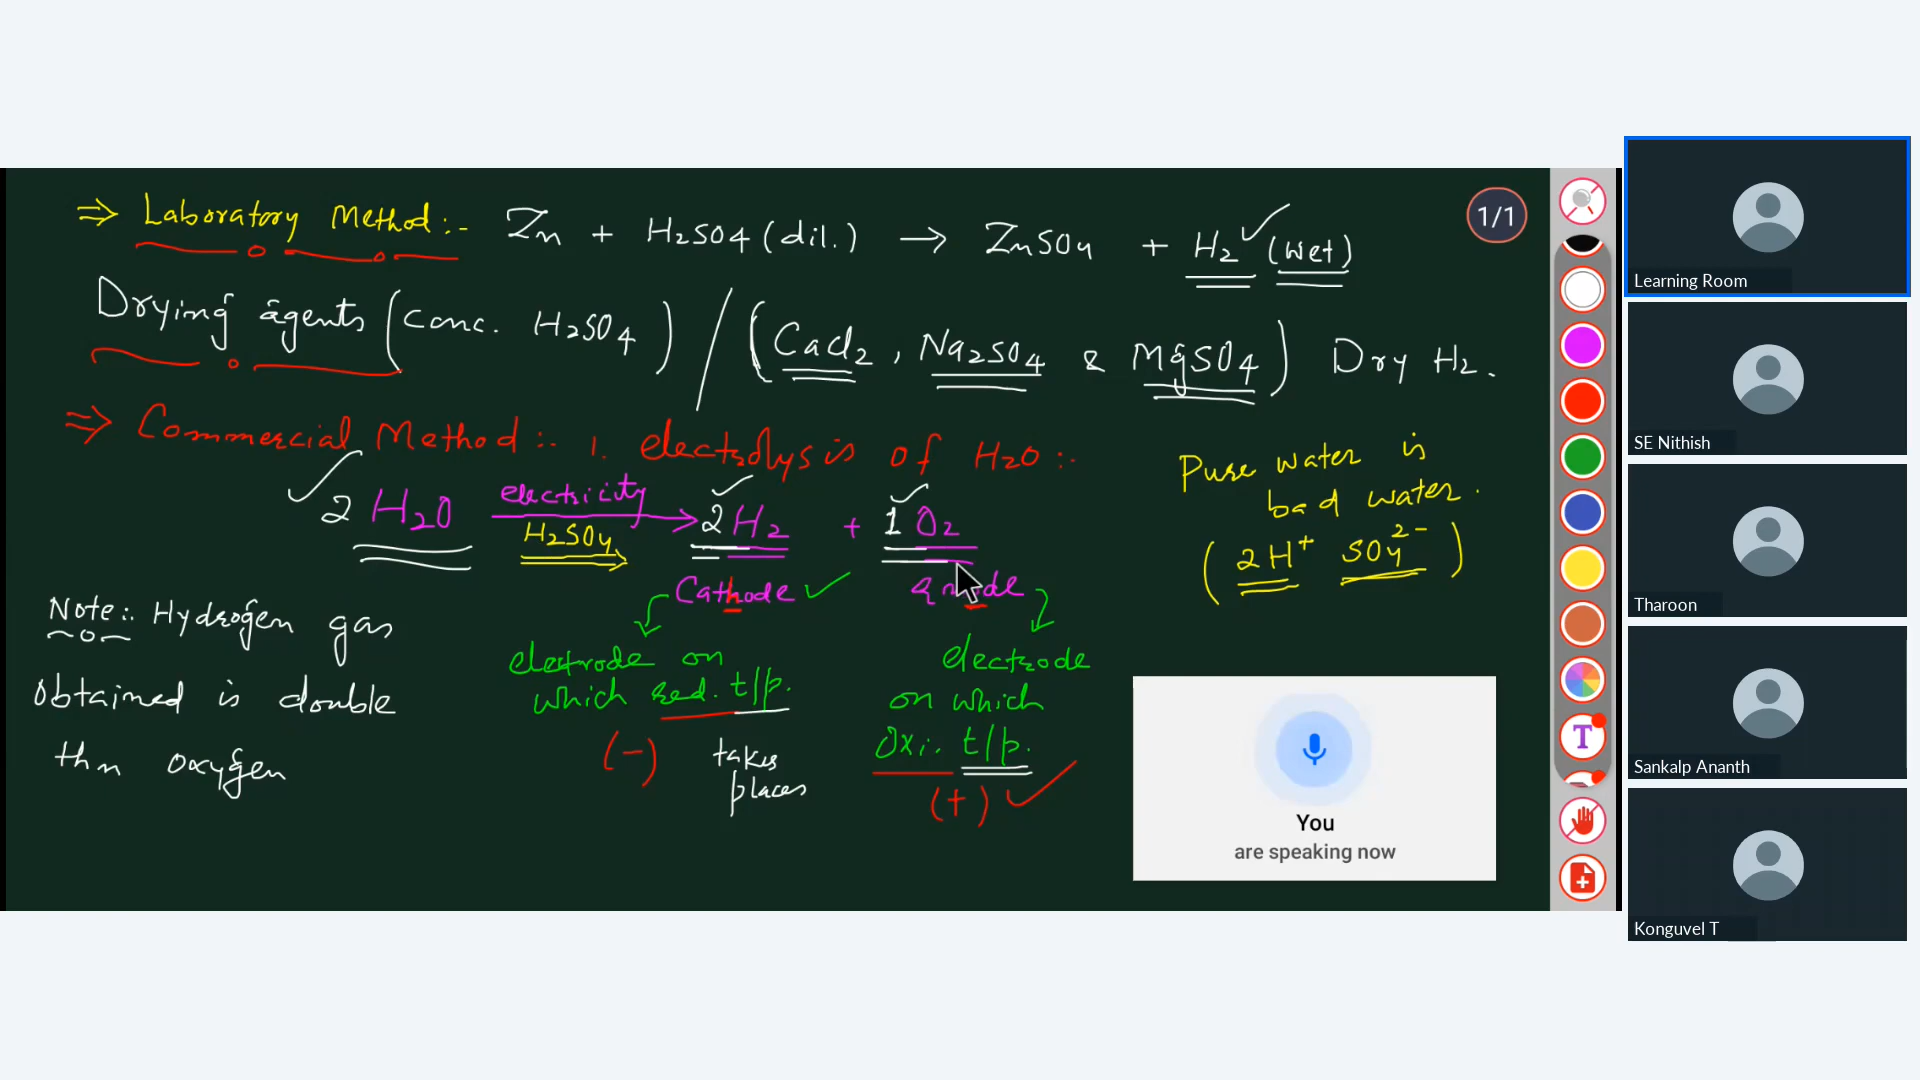 ⇒ Laboratory Method :- Zn + H2SO4 (dil.) → ZnSO4 + H2 (wet)
1/1
Drying agents (Conc. H2SO4) / (CaCl2, Na2SO4 & MgSO4) Dry H2.
⇒ Commercial Method :- 1. electrolysis of H2O :-
2 H2O electricity H2SO4 → 2 H2 + 1 O2
Cathode anode
Pure water is
bad water.
(2H+ SO4 2-)
Note :. Hydrogen gas
obtained is double
thn oxygen
electrode on
which red. t/p.
(-)
takes
places
electrode
on which
oxi. t/p.
(+)
You
are speaking now
T
Learning Room
SE Nithish
Tharoon
Sankalp Ananth
Konguvel T